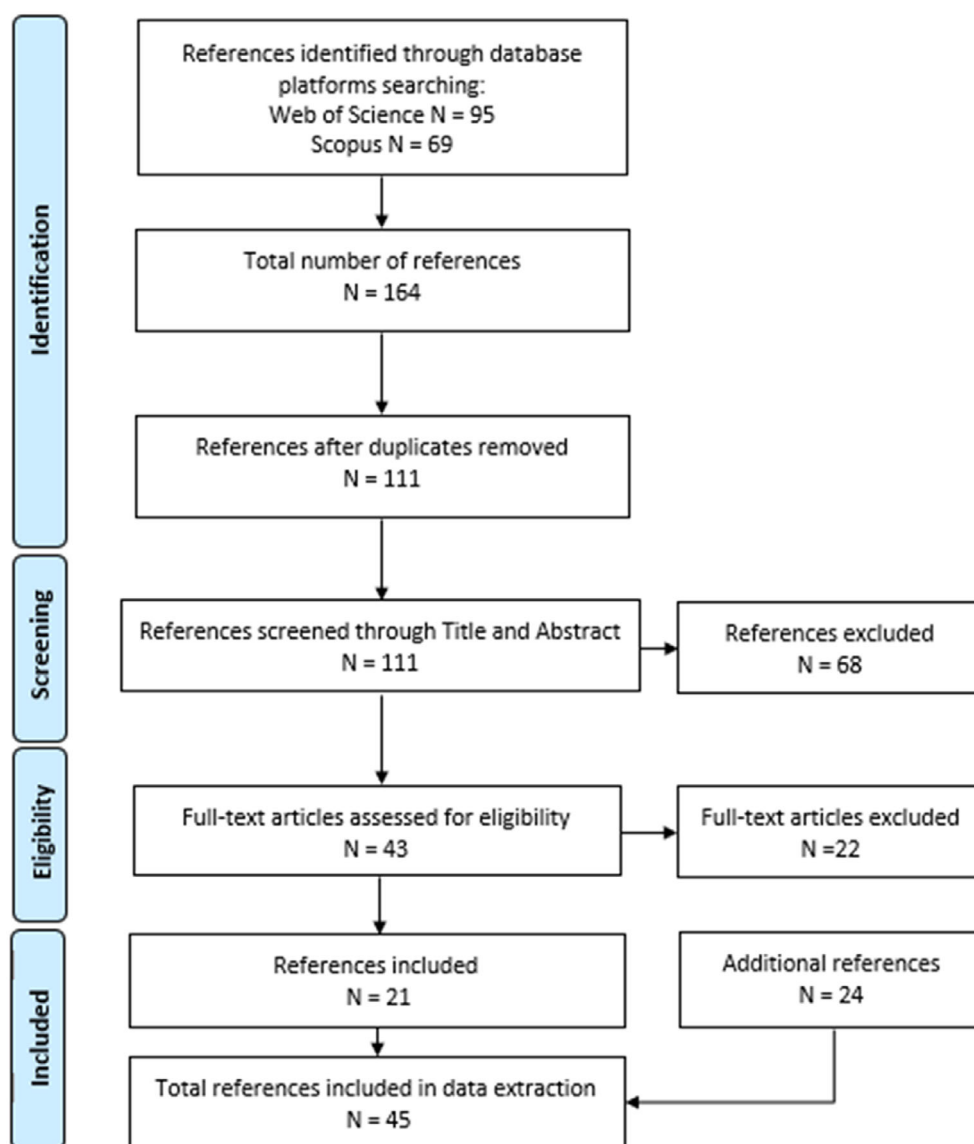 Identification
References identified through database
platforms searching:
Web of Science N = 95
Scopus N = 69
Total number of references
N = 164
References after duplicates removed
N = 111
Screening
References screened through Title and Abstract
N = 111
References excluded
N = 68
Eligibility
Full-text articles assessed for eligibility
N = 43
Full-text articles excluded
N =22
Included
References included
N = 21
Additional references
N = 24
Total references included in data extraction
N = 45